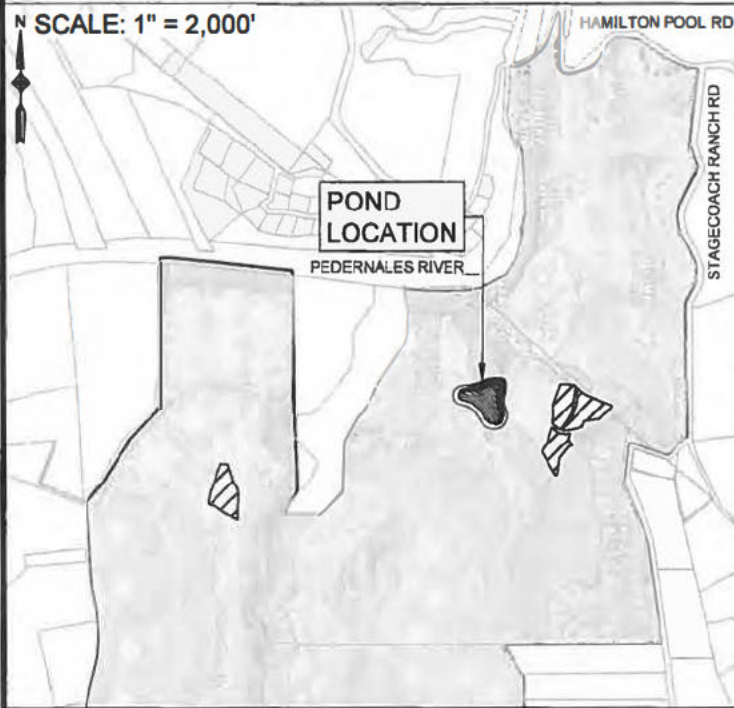 N SCALE: 1" = 2,000'
HAMILTON POOL RD
STAGECOACH RANCH RD
POND
LOCATION
PEDERNALES RIVER